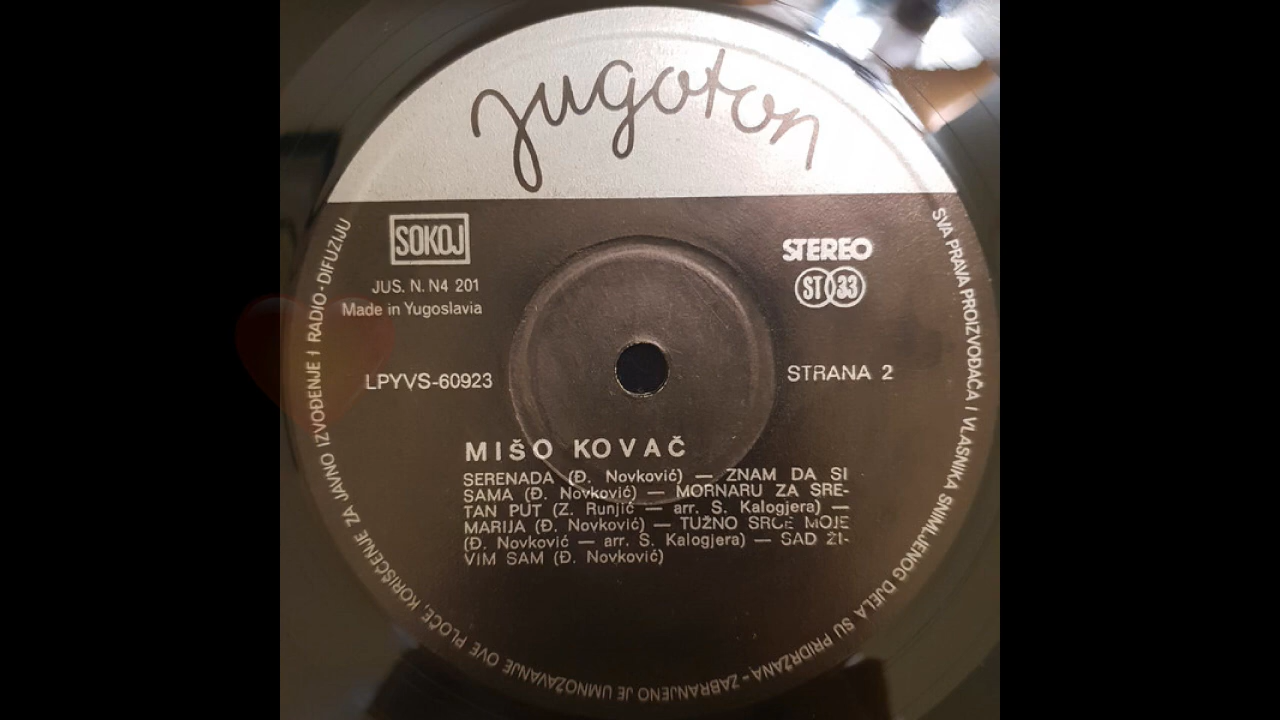 jugoton
SOKOJ
JUS. N. N4 201
Made in Yugoslavia
STEREO
ST 33
LPYVS-60923
STRANA 2
MIŠO KOVAČ
SERENADA (Đ. Novković) — ZNAM DA SI
SAMA (Đ. Novković) — MORNARU ZA SRE-
TAN PUT (Z. Runjić — arr. S. Kalogjera) —
MARIJA (Đ. Novković) — TUŽNO SRCE MOJE
(Đ. Novković — arr. S. Kalogjera) — SAD ŽI-
VIM SAM (Đ. Novković)
SVA PRAVA PROIZVOĐAČA I VLASNIKA SNIMLJENOG DJELA SU PRIDRŽANA - ZABRANJENO JE UMNOŽAVANJE OVE PLOČE, KORIŠĆENJE ZA JAVNO IZVOĐENJE I RADIO-DIFUZIJU